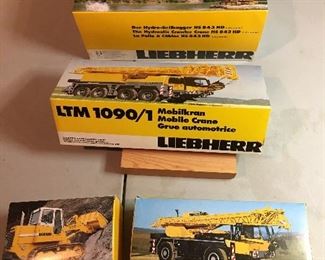 Der Hydro-Seilbagger HS 843 HD
The Hydraulic Crawler Crane HS 843 HD
La Pelle à Câbles HS 843 HD
LIEBHERR
LTM 1090/1
Mobilkran
Mobile Crane
Grue automotrice
LIEBHERR